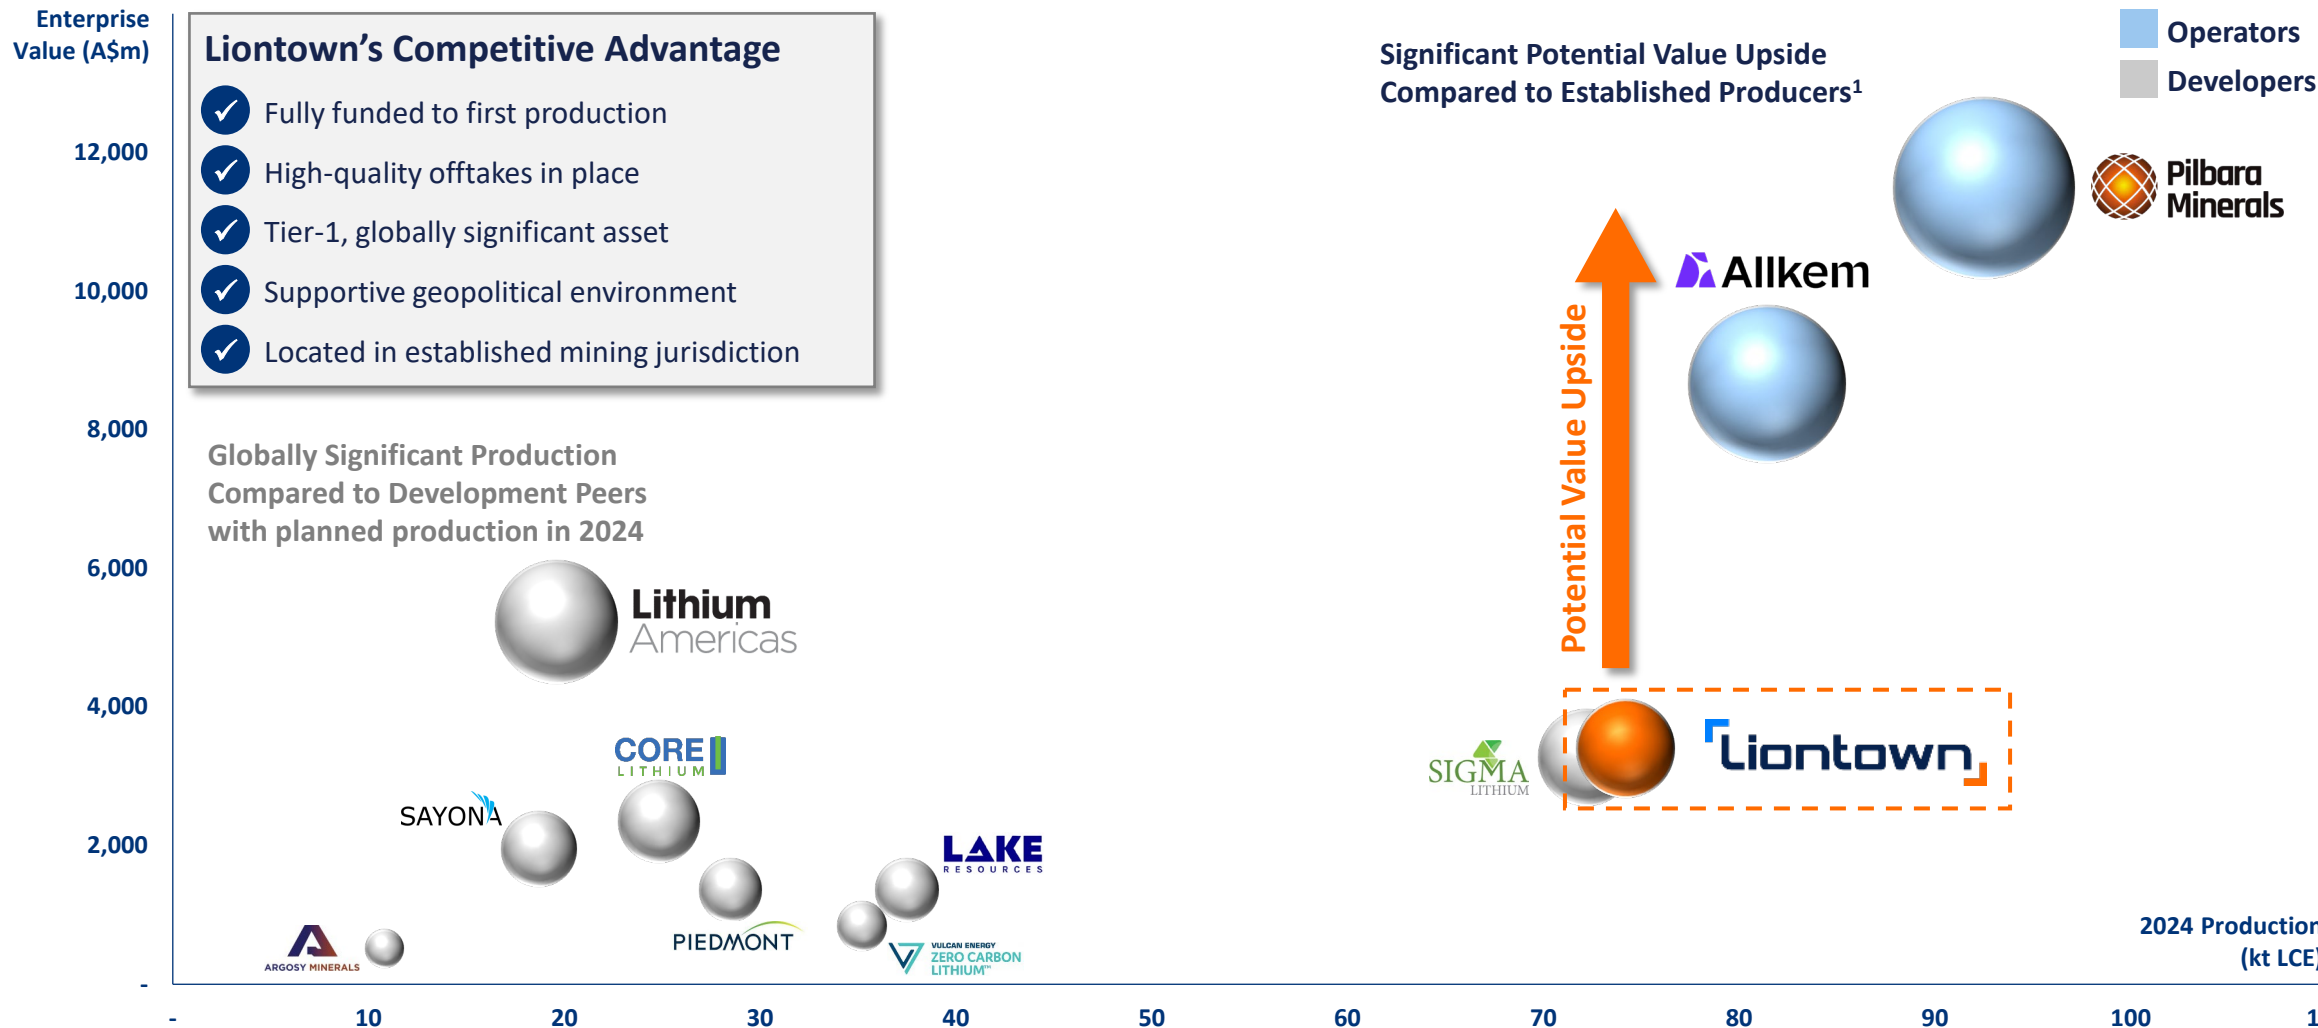 Enterprise
Value (A$m)
Liontown's Competitive Advantage
Fully funded to first production
High-quality offtakes in place
Tier-1, globally significant asset
Supportive geopolitical environment
Located in established mining jurisdiction
Significant Potential Value Upside
Compared to Established Producers¹
Operators
Developers
12,000
10,000
8,000
6,000
4,000
2,000
-
Pilbara
Minerals
Allkem
Potential Value Upside
Globally Significant Production
Compared to Development Peers
with planned production in 2024
Lithium
Americas
CORE
LITHIUM
SAYONA
SIGMA
LITHIUM
Liontown
LAKE
RESOURCES
PIEDMONT
VULCAN ENERGY
ZERO CARBON
LITHIUM™
ARGOSY MINERALS
2024 Production
(kt LCE)
-
10
20
30
40
50
60
70
80
90
100